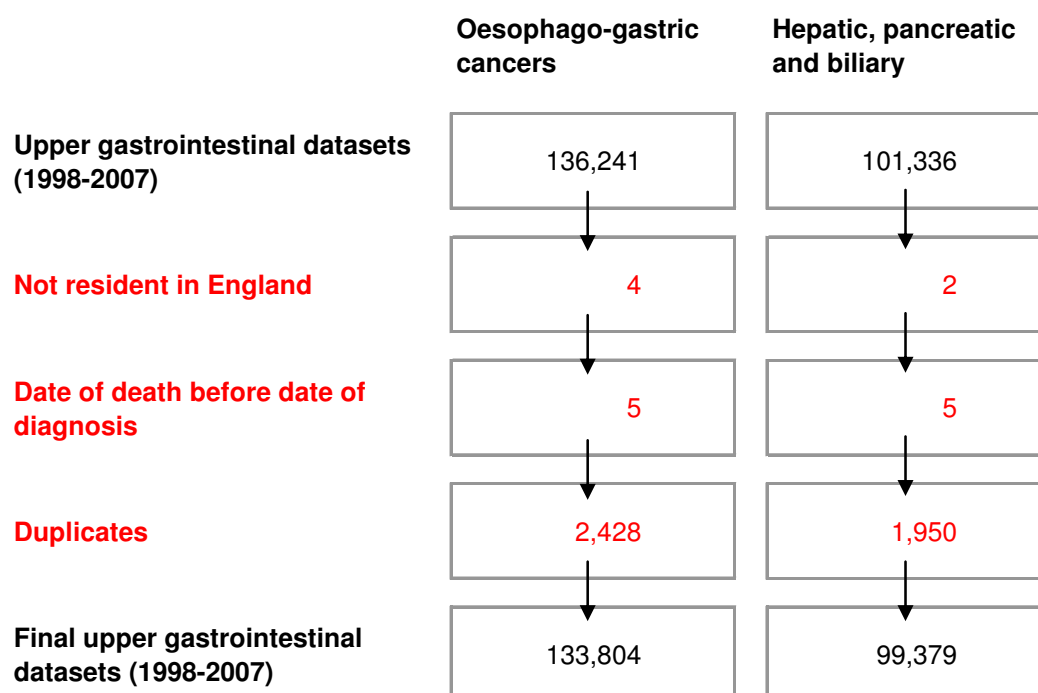 Oesophago-gastric
cancers
Hepatic, pancreatic
and biliary
Upper gastrointestinal datasets
(1998-2007)
136,241
101,336
Not resident in England
4
2
Date of death before date of
diagnosis
5
5
Duplicates
2,428
1,950
Final upper gastrointestinal
datasets (1998-2007)
133,804
99,379